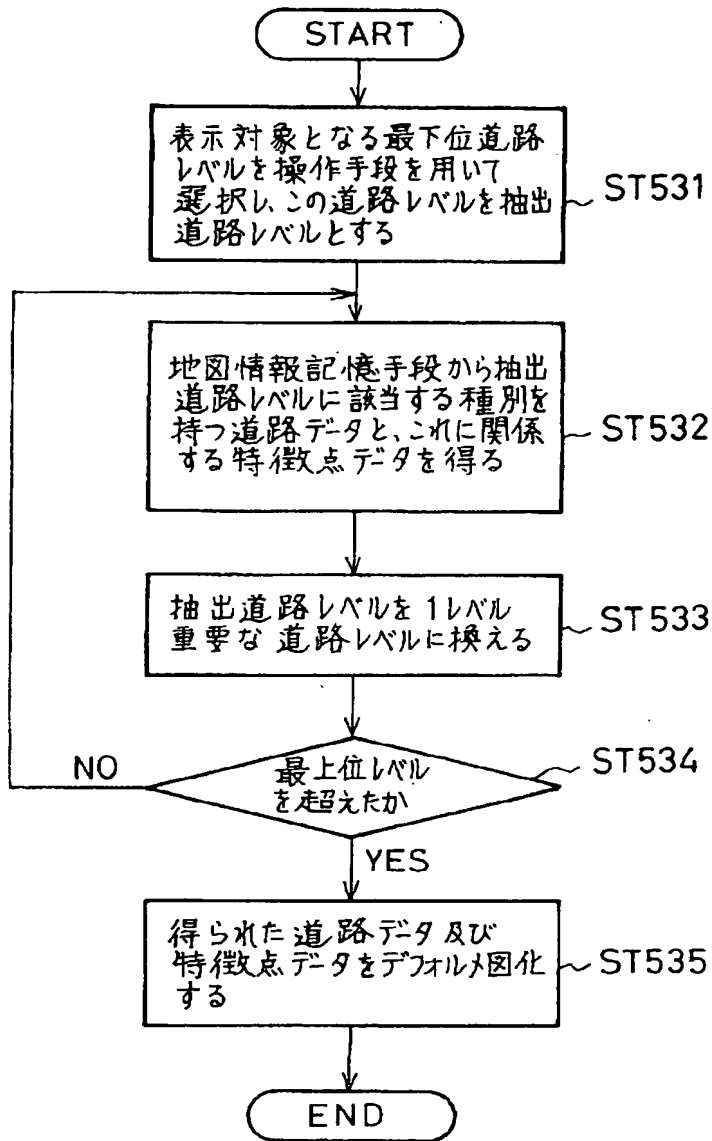 START
表示対象となる最下位道路
レベルを操作手段を用いて
選択し、この道路レベルを抽出
道路レベルとする
ST531
地図情報記憶手段から抽出
道路レベルに該当する種別を
持つ道路データと、これに関係
する特徴点データを得る
ST532
抽出道路レベルを1レベル
重要な道路レベルに換える
ST533
最上位レベル
を超えたか
ST534
NO
YES
得られた道路データ及び
特徴点データをデフォルメ図化
する
ST535
END